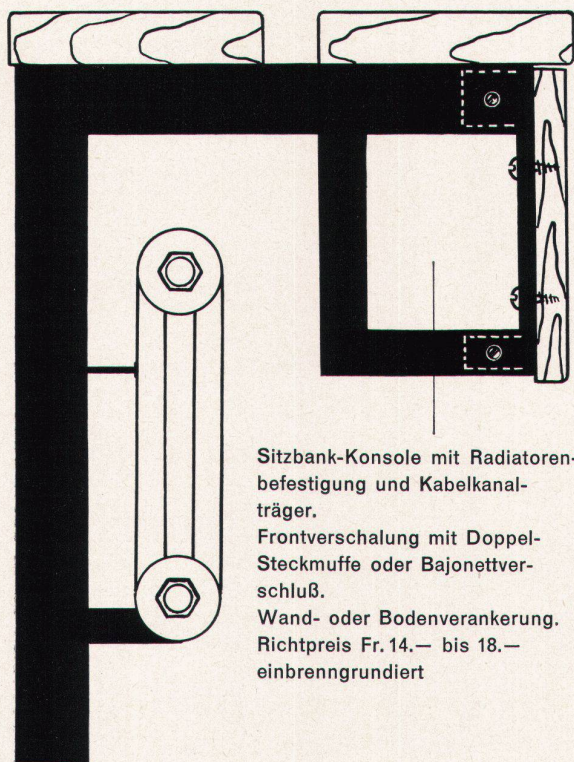 Sitzbank-Konsole mit Radiatoren-
befestigung und Kabelkanal-
träger.
Frontverschalung mit Doppel-
Steckmuffe oder Bajonettver-
schluß.
Wand- oder Bodenverankerung.
Richtpreis Fr. 14.— bis 18.—
einbrenngrundiert